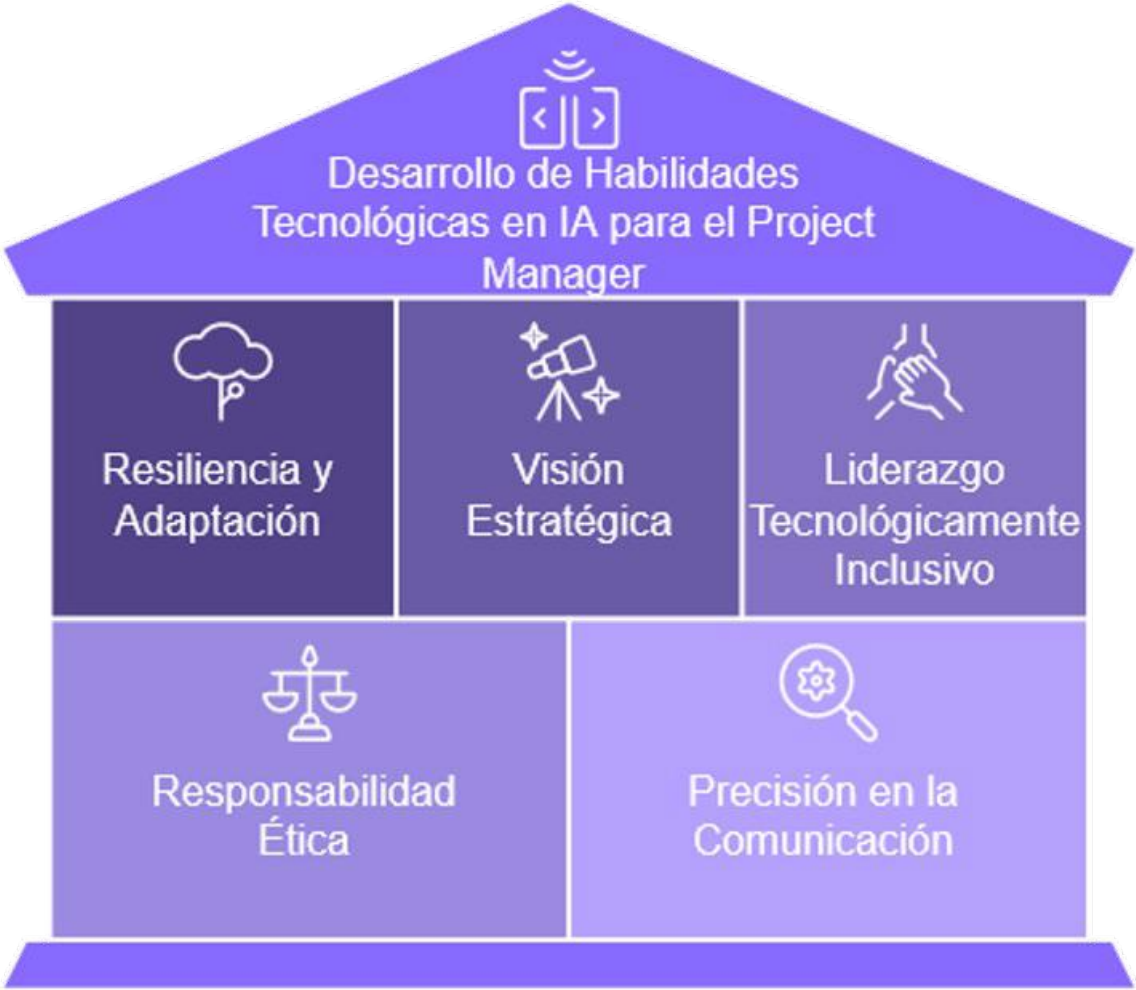 Desarrollo de Habilidades
Tecnológicas en IA para el Project
Manager
Resiliencia y
Adaptación
Visión
Estratégica
Liderazgo
Tecnológicamente
Inclusivo
Responsabilidad
Ética
Precisión en la
Comunicación